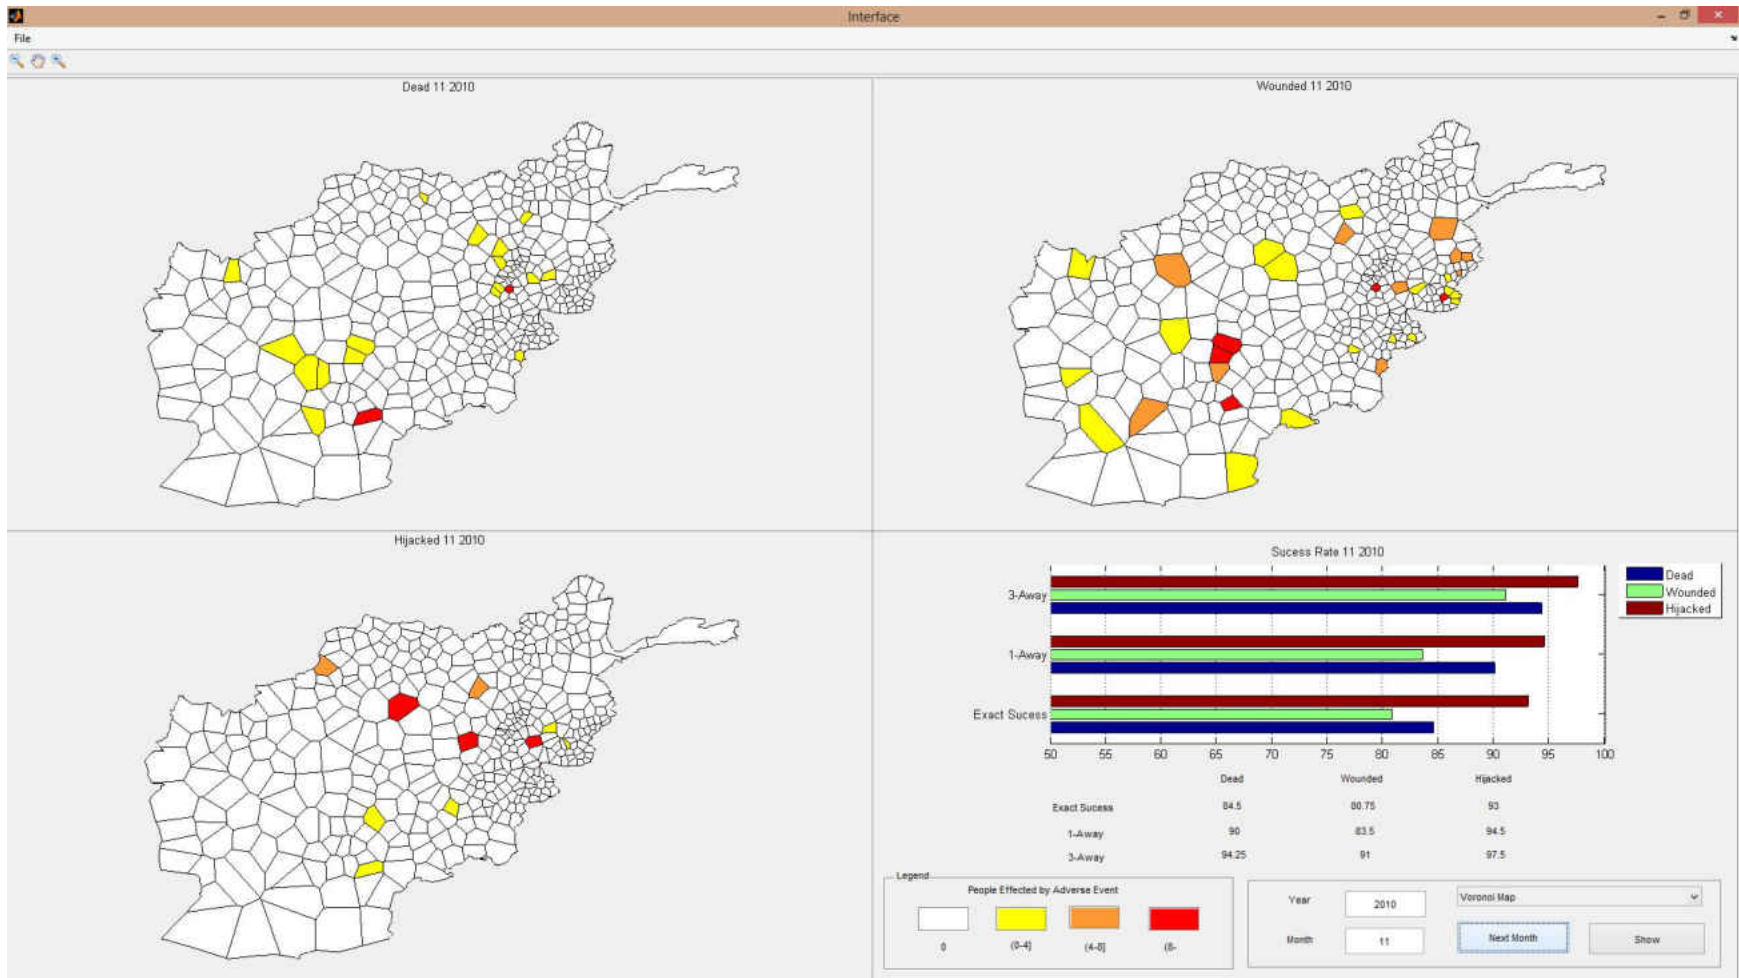 Interface
File
Dead 11 2010
Wounded 11 2010
Hijacked 11 2010
Sucess Rate 11 2010
Dead
Wounded
Hijacked
3-Away
1-Away
Exact Sucess
50 55 60 65 70 75 80 85 90 95 100
Dead Wounded Hijacked
Exact Sucess 84.5 80.75 93
1-Away 90 83.5 94.5
3-Away 94.25 91 97.5
Legend
People Effected by Adverse Event
0 (0-4] (4-8] (8-
Year 2010 Voronoi Map
Month 11 Next Month Show